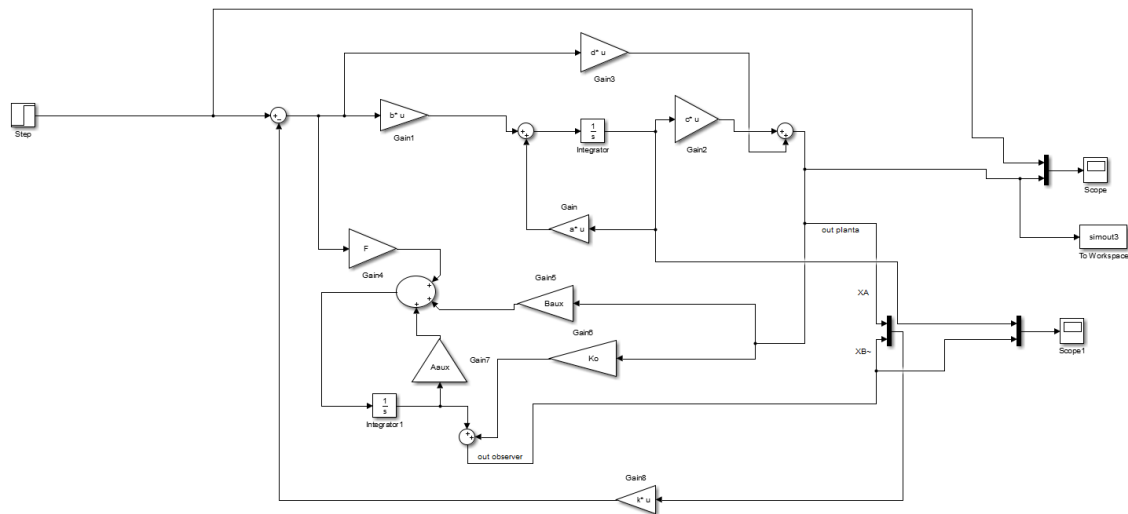 d* u
Gain3
Step
+
-
b* u
Gain1
+
+
1
s
Integrator
c* u
Gain2
+
+
Scope
Gain
a* u
out planta
simout3
To Workspace
F
Gain4
+
+
+
Gain5
Baux
XA
Gain6
Ko
XB~
Scope1
Aaux
Gain7
1
s
Integrator1
+
+
out observer
Gain8
k* u